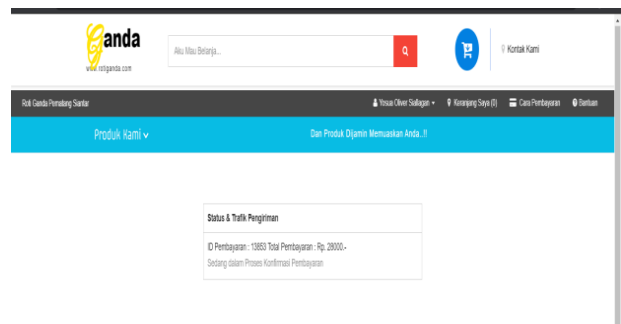 Ganda
www.rotiganda.com
Aku Mau Belanja...
Kontak Kami
Roti Ganda Pematang Siantar
Yosua Oliver Siallagan
Keranjang Saya (0)
Cara Pembayaran
Bantuan
Produk Kami
Dan Produk Dijamin Memuaskan Anda..!!
Status & Trafik Pengiriman
ID Pembayaran : 13853 Total Pembayaran : Rp. 28000,-
Sedang dalam Proses Konfirmasi Pembayaran